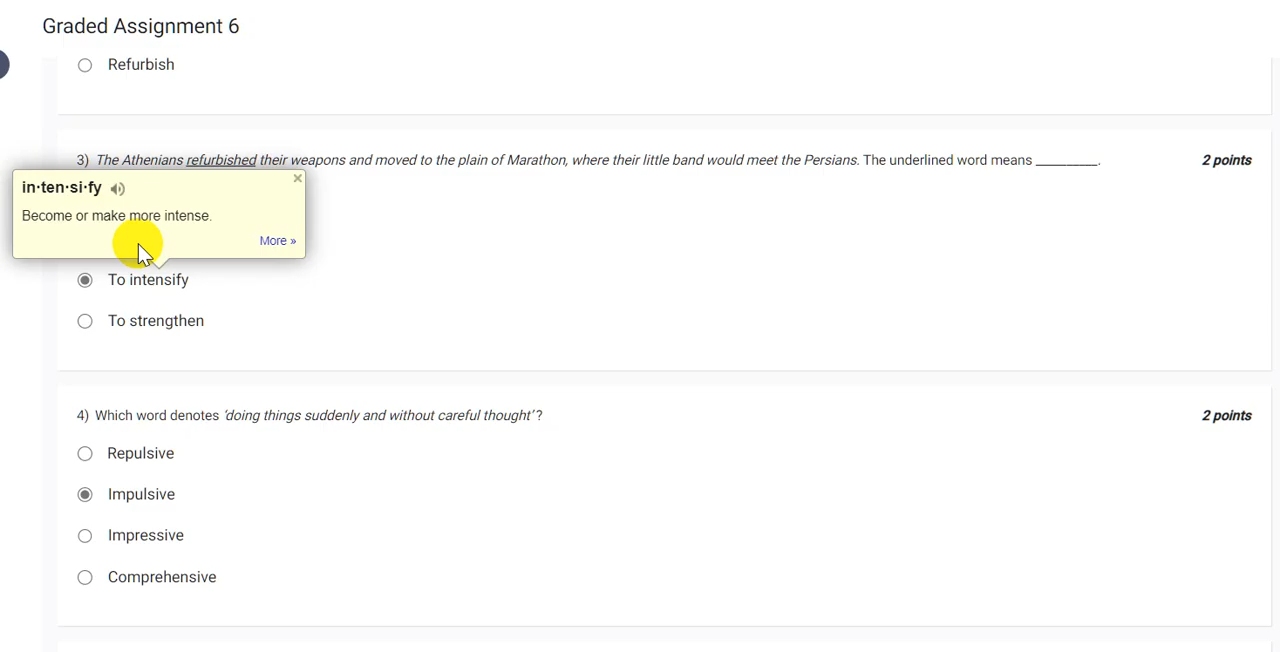 Graded Assignment 6
Refurbish
3) The Athenians refurbished their weapons and moved to the plain of Marathon, where their little band would meet the Persians. The underlined word means __________. 2 points
in·ten·si·fy
Become or make more intense.
More »
To intensify
To strengthen
4) Which word denotes 'doing things suddenly and without careful thought'? 2 points
Repulsive
Impulsive
Impressive
Comprehensive